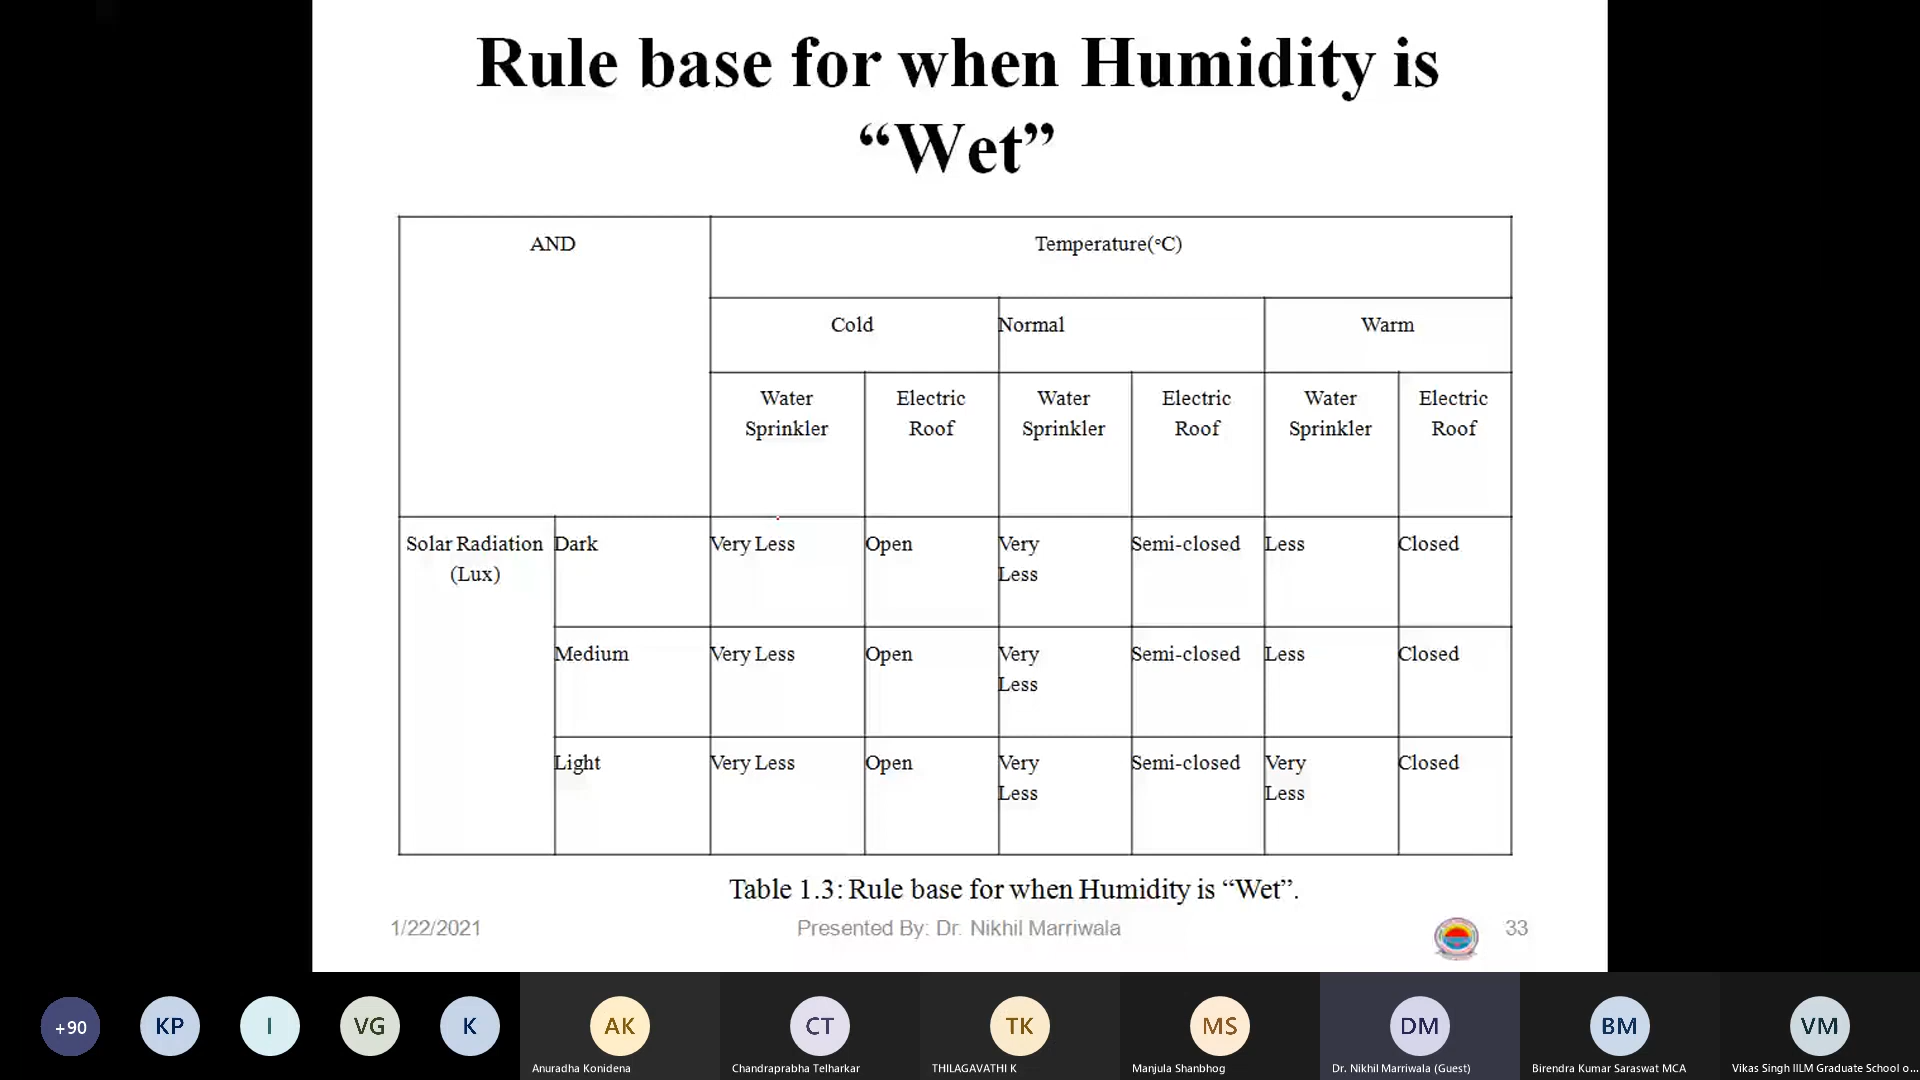 Rule base for when Humidity is
“Wet”
AND
Temperature(°C)
Cold
Normal
Warm
Water
Sprinkler
Electric
Roof
Water
Sprinkler
Electric
Roof
Water
Sprinkler
Electric
Roof
Solar Radiation
(Lux)
Dark
Very Less
Open
Very
Less
Semi-closed
Less
Closed
Medium
Very Less
Open
Very
Less
Semi-closed
Less
Closed
Light
Very Less
Open
Very
Less
Semi-closed
Very
Less
Closed
Table 1.3: Rule base for when Humidity is “Wet”.
1/22/2021
Presented By: Dr. Nikhil Marriwala
33
+90
KP
I
VG
K
AK
CT
TK
MS
DM
BM
VM
Anuradha Konidena
Chandraprabha Telharkar
THILAGAVATHI K
Manjula Shanbhog
Dr. Nikhil Marriwala (Guest)
Birendra Kumar Saraswat MCA
Vikas Singh IILM Graduate School o...